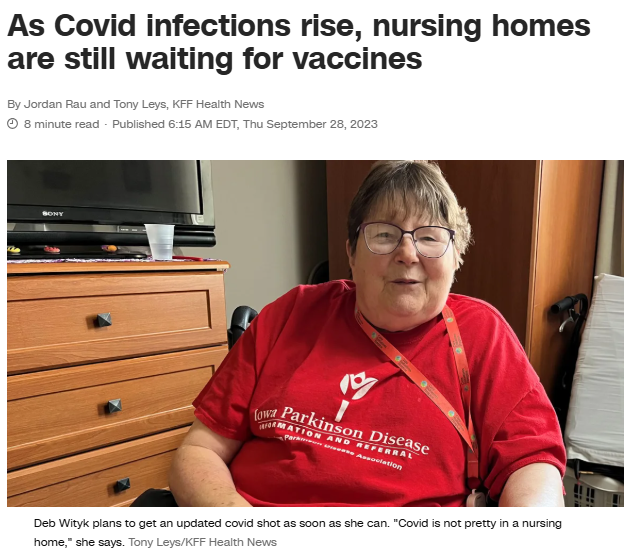 As Covid infections rise, nursing homes
are still waiting for vaccines
By Jordan Rau and Tony Leys, KFF Health News
8 minute read · Published 6:15 AM EDT, Thu September 28, 2023
SONY
Iowa Parkinson Disease
INFORMATION AND REFERRAL
Parkinson Disease Association
Deb Wityk plans to get an updated covid shot as soon as she can. "Covid is not pretty in a nursing
home," she says. Tony Leys/KFF Health News